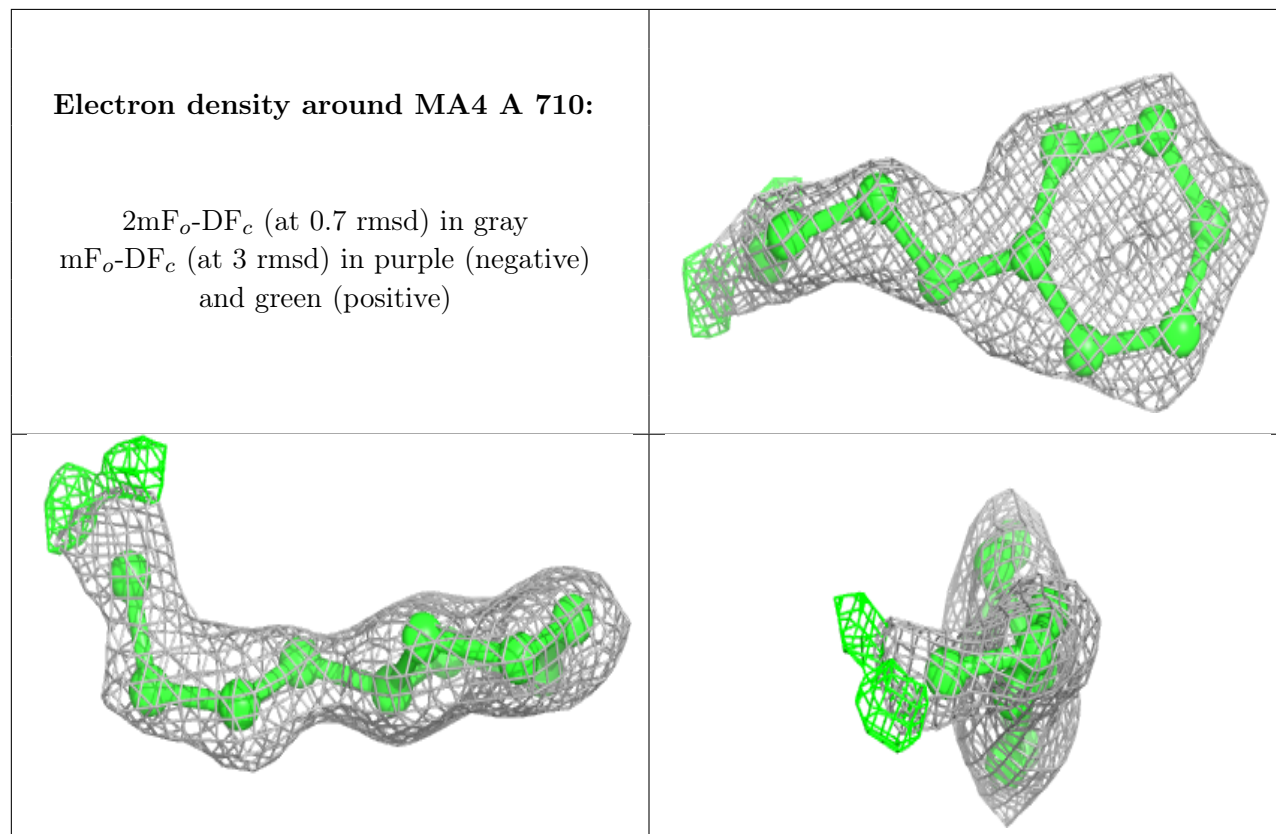 Electron density around MA4 A 710:
2mFo-DFc (at 0.7 rmsd) in gray
mFo-DFc (at 3 rmsd) in purple (negative)
and green (positive)